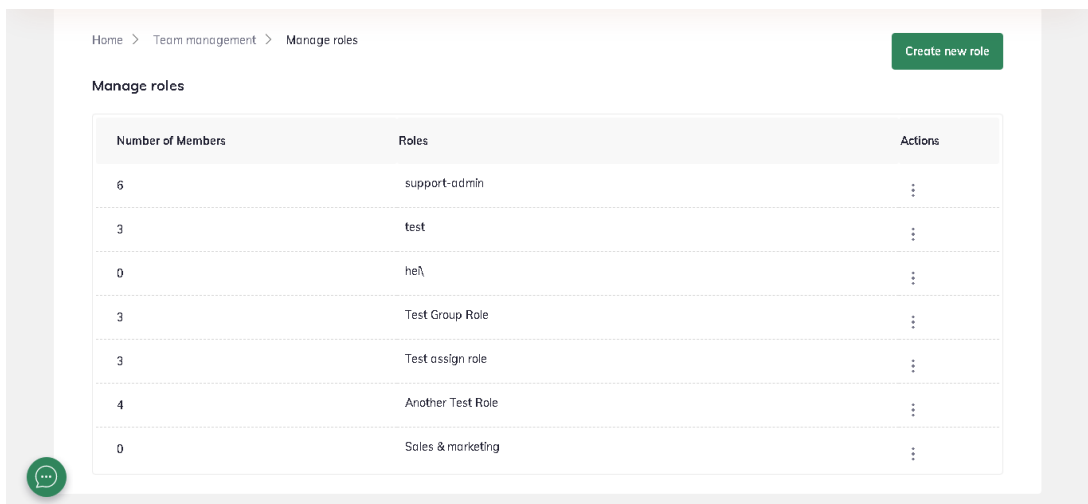 Home > Team management > Manage roles
Create new role
Manage roles
Number of Members Roles Actions
6 support-admin
3 test
0 hei\
3 Test Group Role
3 Test assign role
4 Another Test Role
0 Sales & marketing